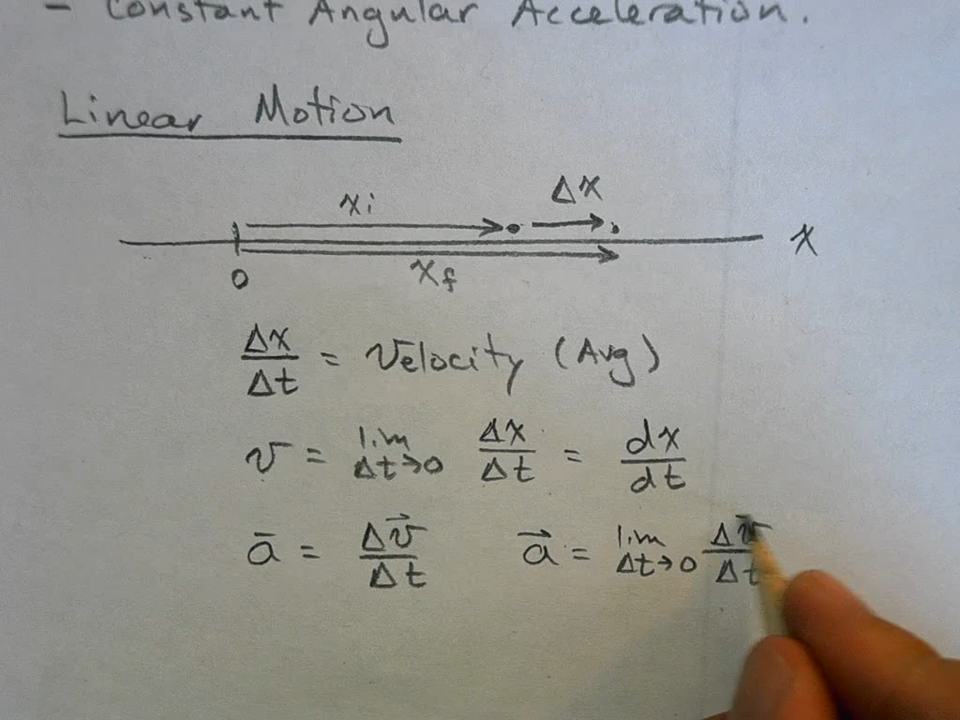 - Constant Angular Acceleration.
Linear Motion
xi Δx
x
0 xf
Δx/Δt = Velocity (Avg)
v = lim Δt→0 Δx/Δt = dx/dt
ā = Δv⃗/Δt a⃗ = lim Δt→0 Δv⃗/Δt